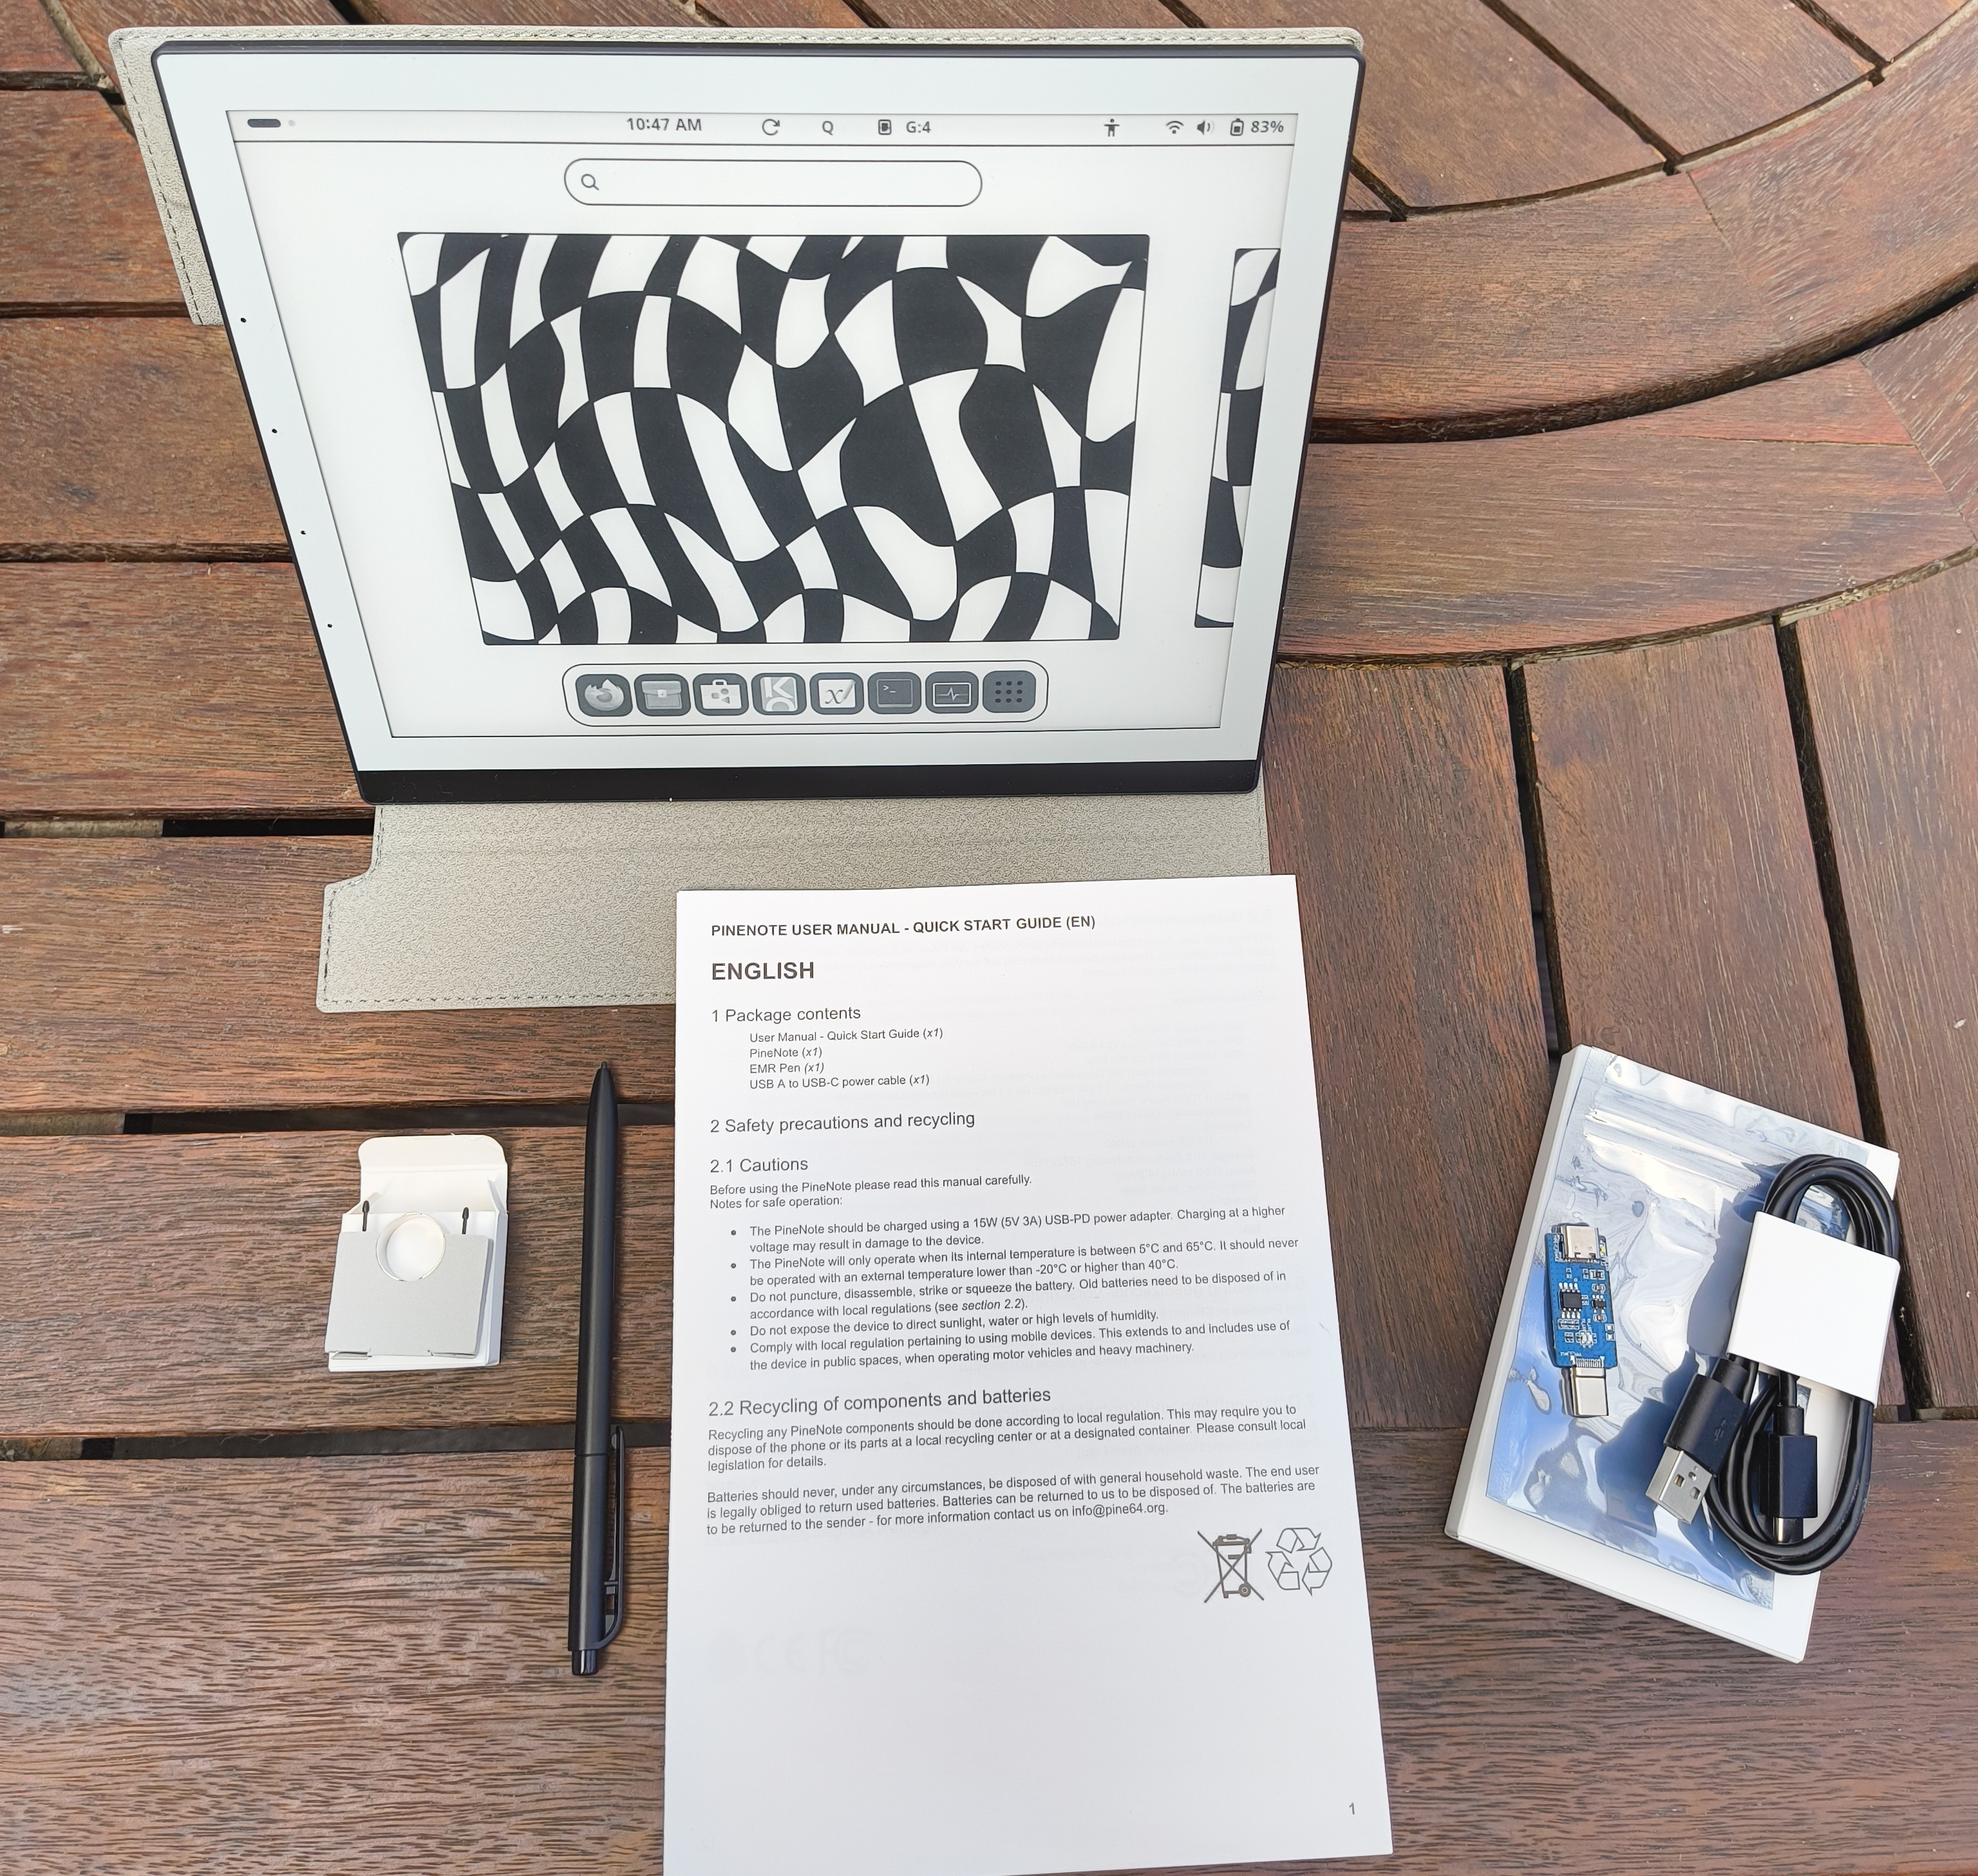 10:47 AM Q G:4 83%
PINENOTE USER MANUAL - QUICK START GUIDE (EN)
ENGLISH
1 Package contents
User Manual - Quick Start Guide (x1)
PineNote (x1)
EMR Pen (x1)
USB A to USB-C power cable (x1)
2 Safety precautions and recycling
2.1 Cautions
Before using the PineNote please read this manual carefully.
Notes for safe operation:
• The PineNote should be charged using a 15W (5V 3A) USB-PD power adapter. Charging at a higher
voltage may result in damage to the device.
• The PineNote will only operate when its internal temperature is between 5°C and 65°C. It should never
be operated with an external temperature lower than -20°C or higher than 40°C.
• Do not puncture, disassemble, strike or squeeze the battery. Old batteries need to be disposed of in
accordance with local regulations (see section 2.2).
• Do not expose the device to direct sunlight, water or high levels of humidity.
• Comply with local regulation pertaining to using mobile devices. This extends to and includes use of
the device in public spaces, when operating motor vehicles and heavy machinery.
2.2 Recycling of components and batteries
Recycling any PineNote components should be done according to local regulation. This may require you to
dispose of the phone or its parts at a local recycling center or at a designated container. Please consult local
legislation for details.
Batteries should never, under any circumstances, be disposed of with general household waste. The end user
is legally obliged to return used batteries. Batteries can be returned to us to be disposed of. The batteries are
to be returned to the sender - for more information contact us on info@pine64.org.
1